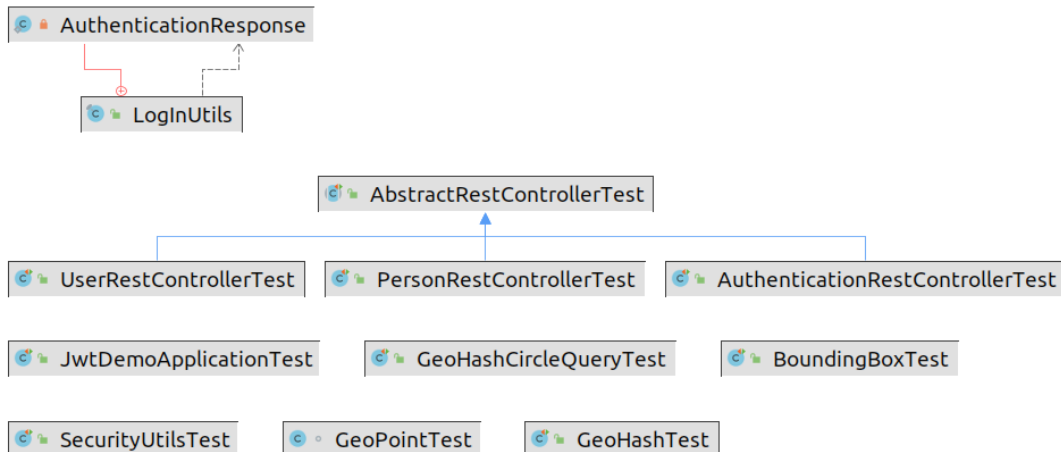 AuthenticationResponse
LogInUtils
AbstractRestControllerTest
UserRestControllerTest PersonRestControllerTest AuthenticationRestControllerTest
JwtDemoApplicationTest GeoHashCircleQueryTest BoundingBoxTest
SecurityUtilsTest GeoPointTest GeoHashTest